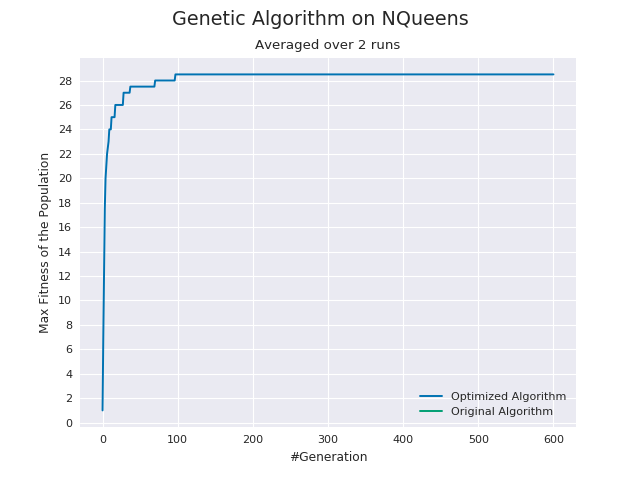 Genetic Algorithm on NQueens
Averaged over 2 runs
Max Fitness of the Population
28
26
24
22
20
18
16
14
12
10
8
6
4
2
0
0 100 200 300 400 500 600
#Generation
Optimized Algorithm
Original Algorithm